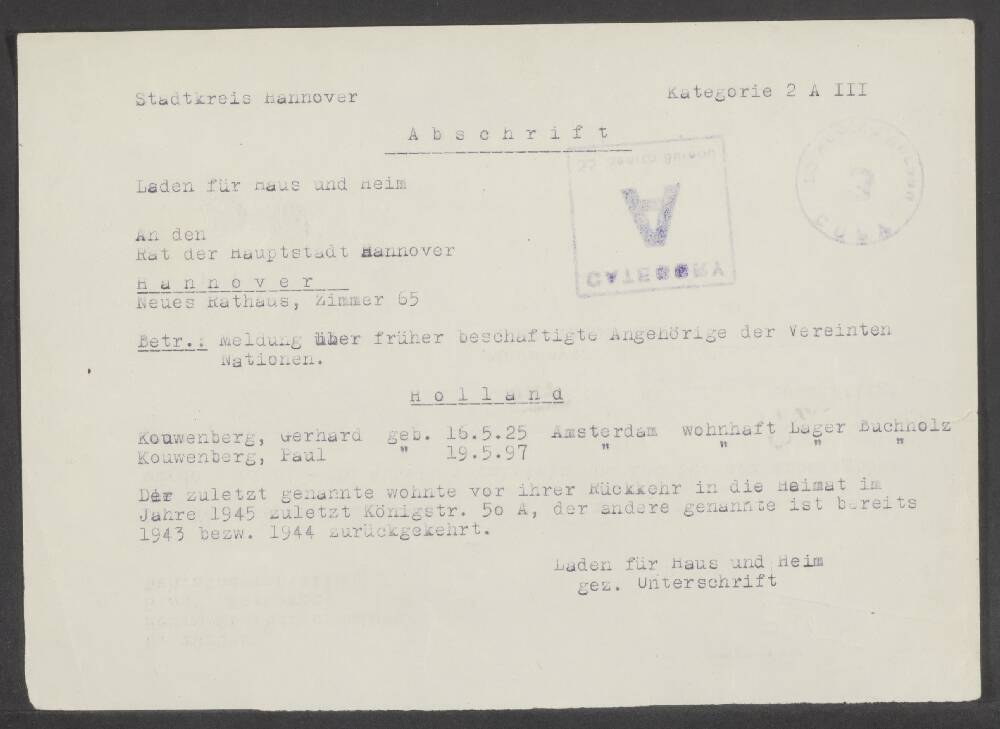 Stadtkreis Hannover
Kategorie 2 A III
Abschrift
Laden für Haus und Heim
CATEGORY
A
COPY
An den
Rat der Hauptstadt Hannover
Hannover
Neues Rathaus, Zimmer 65
Betr.: Meldung über früher beschäftigte Angehörige der Vereinten
Nationen.
Holland
Kouwenberg, Gerhard geb. 16.5.25 Amsterdam wohnhaft Lager Buchholz
Kouwenberg, Paul " 19.5.97 " " " "
Der zuletzt genannte wohnte vor ihrer Rückkehr in die Heimat im
Jahre 1945 zuletzt Königstr. 5o A, der andere genannte ist bereits
1943 bezw. 1944 zurückgekehrt.
Laden für Haus und Heim
gez. Unterschrift